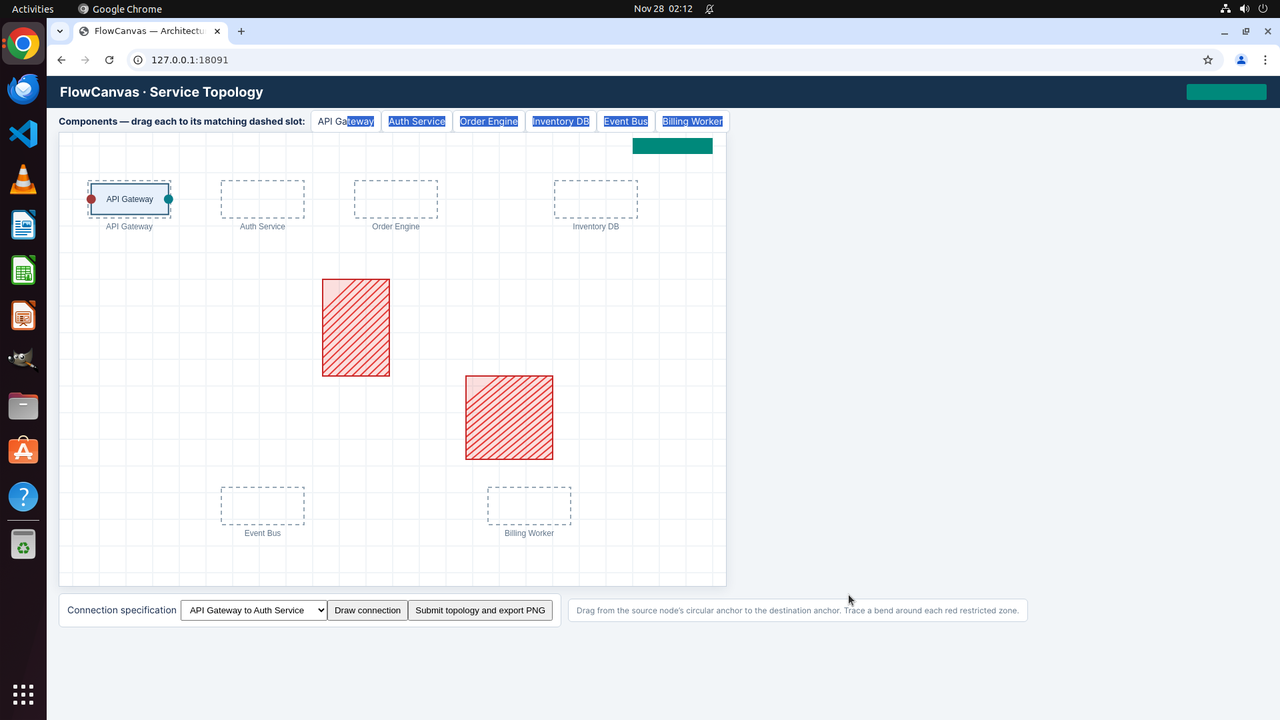 Activities
Google Chrome
Nov 28 02:12
FlowCanvas — Architectu
127.0.0.1:18091
FlowCanvas · Service Topology
Components — drag each to its matching dashed slot:
API Gateway
Auth Service
Order Engine
Inventory DB
Event Bus
Billing Worker
API Gateway
API Gateway
Auth Service
Order Engine
Inventory DB
Event Bus
Billing Worker
Connection specification
API Gateway to Auth Service
Draw connection
Submit topology and export PNG
Drag from the source node's circular anchor to the destination anchor. Trace a bend around each red restricted zone.